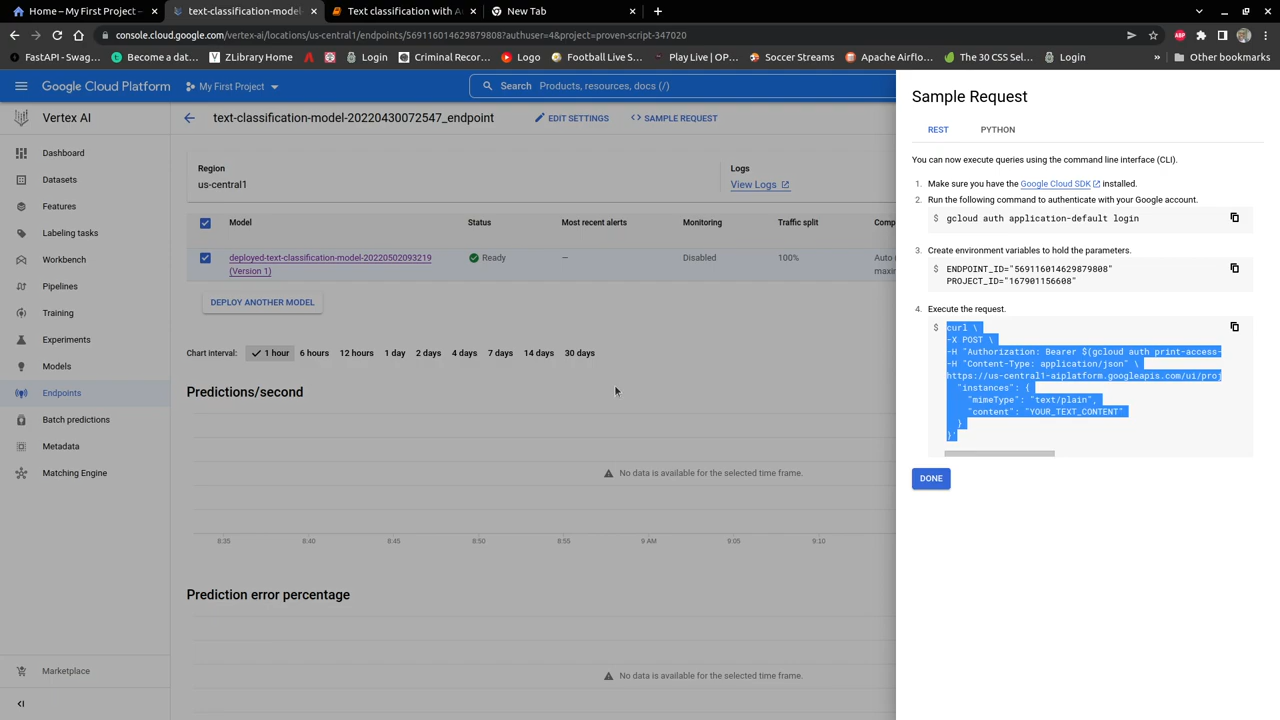 Home – My First Project –
text-classification-model-
Text classification with A
New Tab
console.cloud.google.com/vertex-ai/locations/us-central1/endpoints/569116014629879808?authuser=4&project=proven-script-347020
FastAPI - Swag...
Become a dat...
ZLibrary Home
Login
Criminal Recor...
Logo
Football Live S...
Play Live | OP...
Soccer Streams
Apache Airflo...
The 30 CSS Sel...
Login
»
Other bookmarks
Google Cloud Platform
My First Project
Search Products, resources, docs (/)
Vertex AI
text-classification-model-20220430072547_endpoint
EDIT SETTINGS
SAMPLE REQUEST
Dashboard
Datasets
Features
Labeling tasks
Workbench
Pipelines
Training
Experiments
Models
Endpoints
Batch predictions
Metadata
Matching Engine
Marketplace
Region
us-central1
Logs
View Logs
Model
Status
Most recent alerts
Monitoring
Traffic split
Comp
deployed-text-classification-model-20220502093219
(Version 1)
Ready
—
Disabled
100%
Auto
maxin
DEPLOY ANOTHER MODEL
Chart interval:
1 hour
6 hours
12 hours
1 day
2 days
4 days
7 days
14 days
30 days
Predictions/second
No data is available for the selected time frame.
8:35
8:40
8:45
8:50
8:55
9 AM
9:05
9:10
Prediction error percentage
No data is available for the selected time frame.
Sample Request
REST
PYTHON
You can now execute queries using the command line interface (CLI).
1. Make sure you have the Google Cloud SDK installed.
2. Run the following command to authenticate with your Google account.
$ gcloud auth application-default login
3. Create environment variables to hold the parameters.
$ ENDPOINT_ID="569116014629879808"
PROJECT_ID="167901156608"
4. Execute the request.
$ curl \
-X POST \
-H "Authorization: Bearer $(gcloud auth print-access-
-H "Content-Type: application/json" \
https://us-central1-aiplatform.googleapis.com/ui/proj
"instances": {
"mimeType": "text/plain",
"content": "YOUR_TEXT_CONTENT"
}
}'
DONE